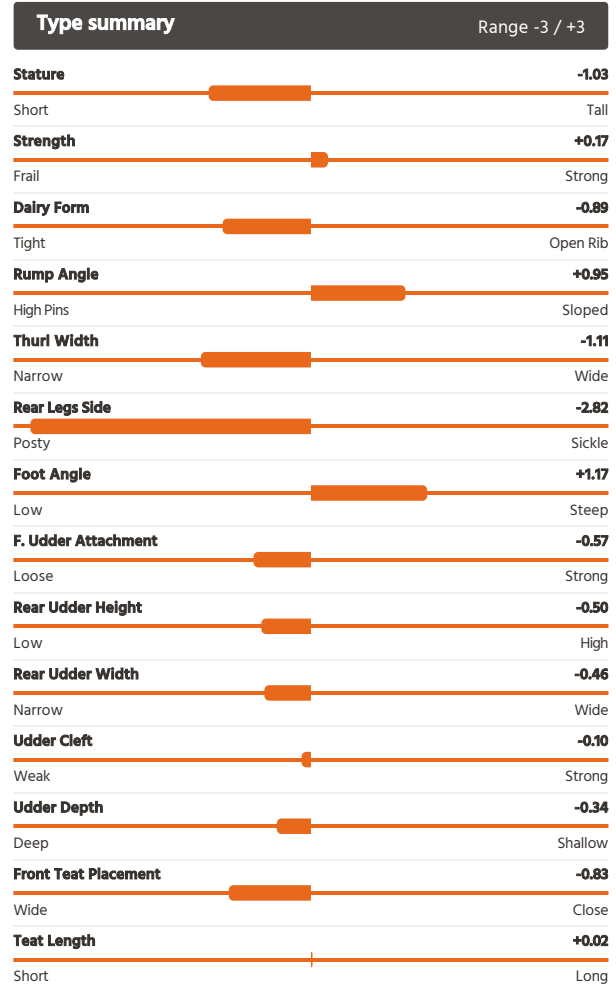 Type summary Range -3 / +3
Stature -1.03
Short Tall
Strength +0.17
Frail Strong
Dairy Form -0.89
Tight Open Rib
Rump Angle +0.95
High Pins Sloped
Thurl Width -1.11
Narrow Wide
Rear Legs Side -2.82
Posty Sickle
Foot Angle +1.17
Low Steep
F. Udder Attachment -0.57
Loose Strong
Rear Udder Height -0.50
Low High
Rear Udder Width -0.46
Narrow Wide
Udder Cleft -0.10
Weak Strong
Udder Depth -0.34
Deep Shallow
Front Teat Placement -0.83
Wide Close
Teat Length +0.02
Short Long